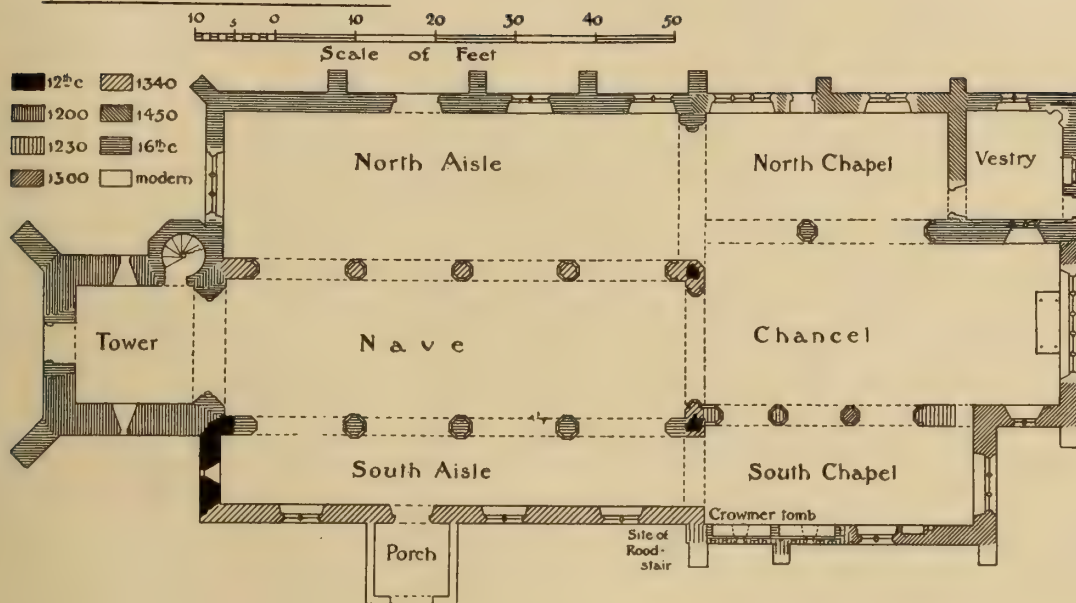 10 5 0 10 20 30 40 50
Scale of Feet
12th c 1340
1200 1450
1230 16th c
1300 modern
North Aisle
North Chapel
Vestry
Tower
Nave
Chancel
South Aisle
South Chapel
Crowmer tomb
Site of
Rood-
stair
Porch